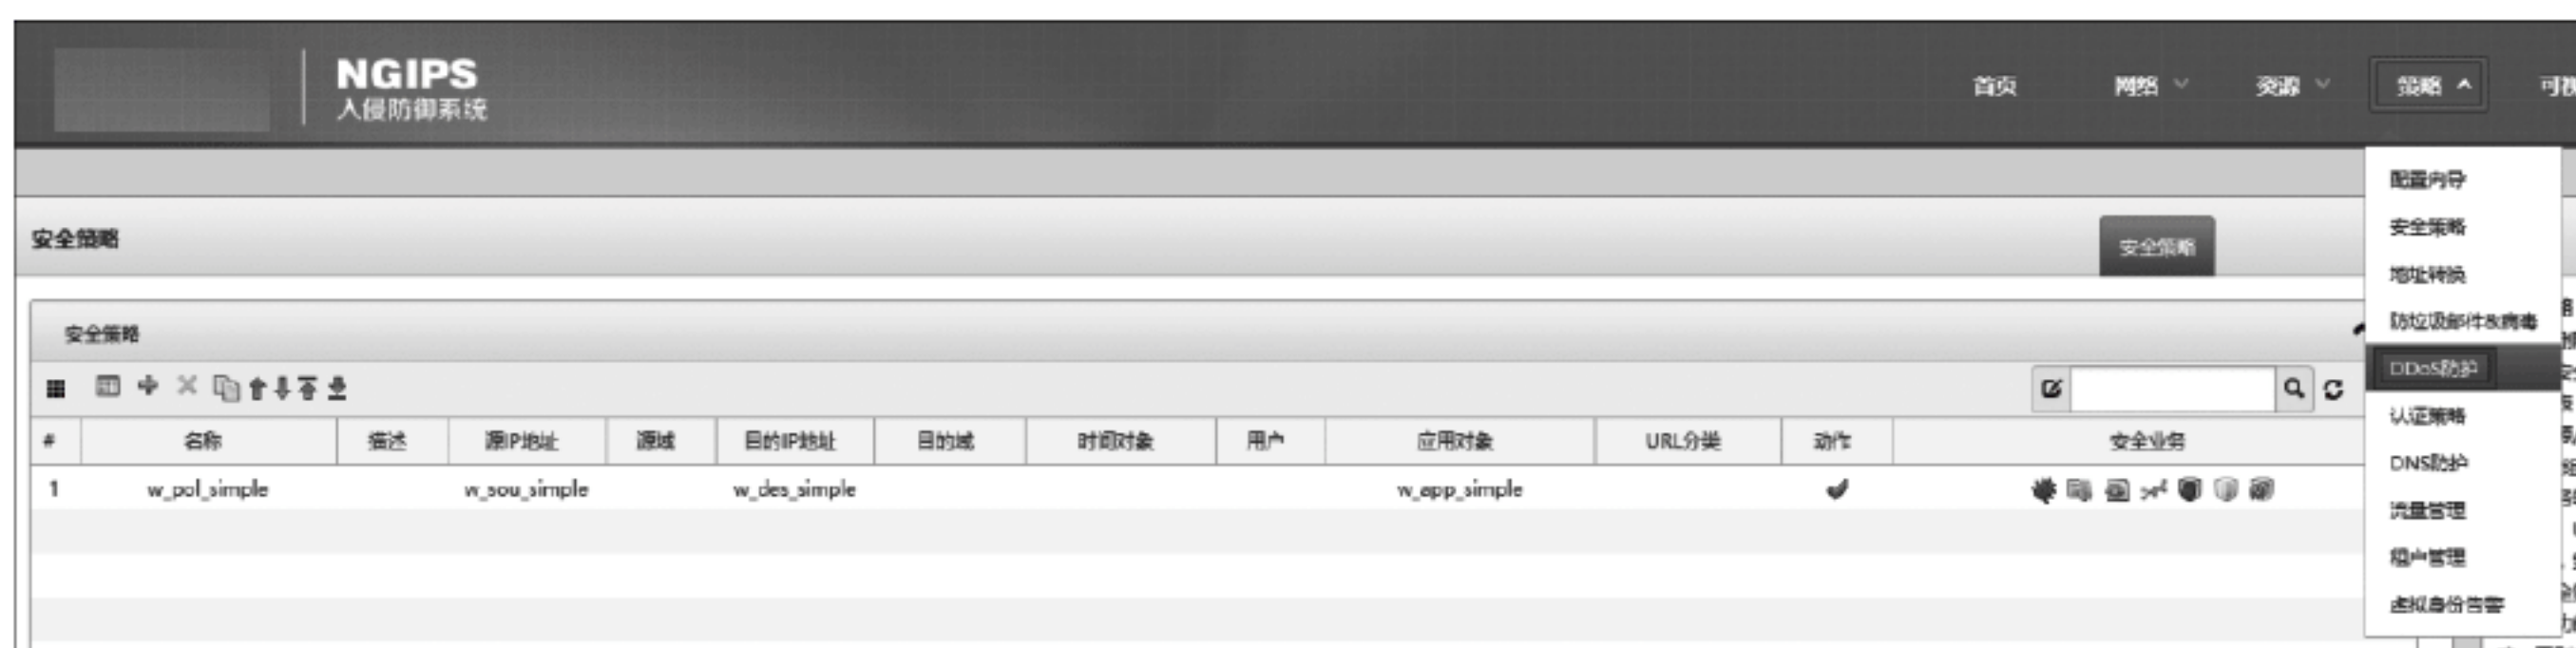 NGIPS
入侵防御系统
首页 网络 资源 策略
配置向导
安全策略
地址转换
防垃圾邮件&病毒
DDoS防护
认证策略
DNS防护
流量管理
租户管理
虚拟身份告警
安全策略 安全策略
安全策略
# 名称 描述 源IP地址 源域 目的IP地址 目的域 时间对象 用户 应用对象 URL分类 动作 安全业务
1 w_pol_simple w_sou_simple w_des_simple w_app_simple